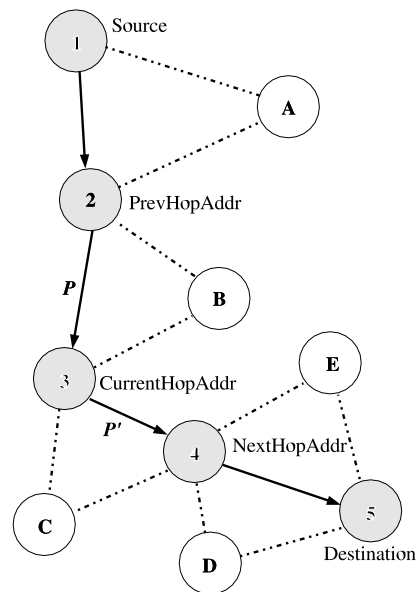 Source
1
A
2
PrevHopAddr
P
B
3
CurrentHopAddr
E
P'
4
NextHopAddr
C
5
D
Destination